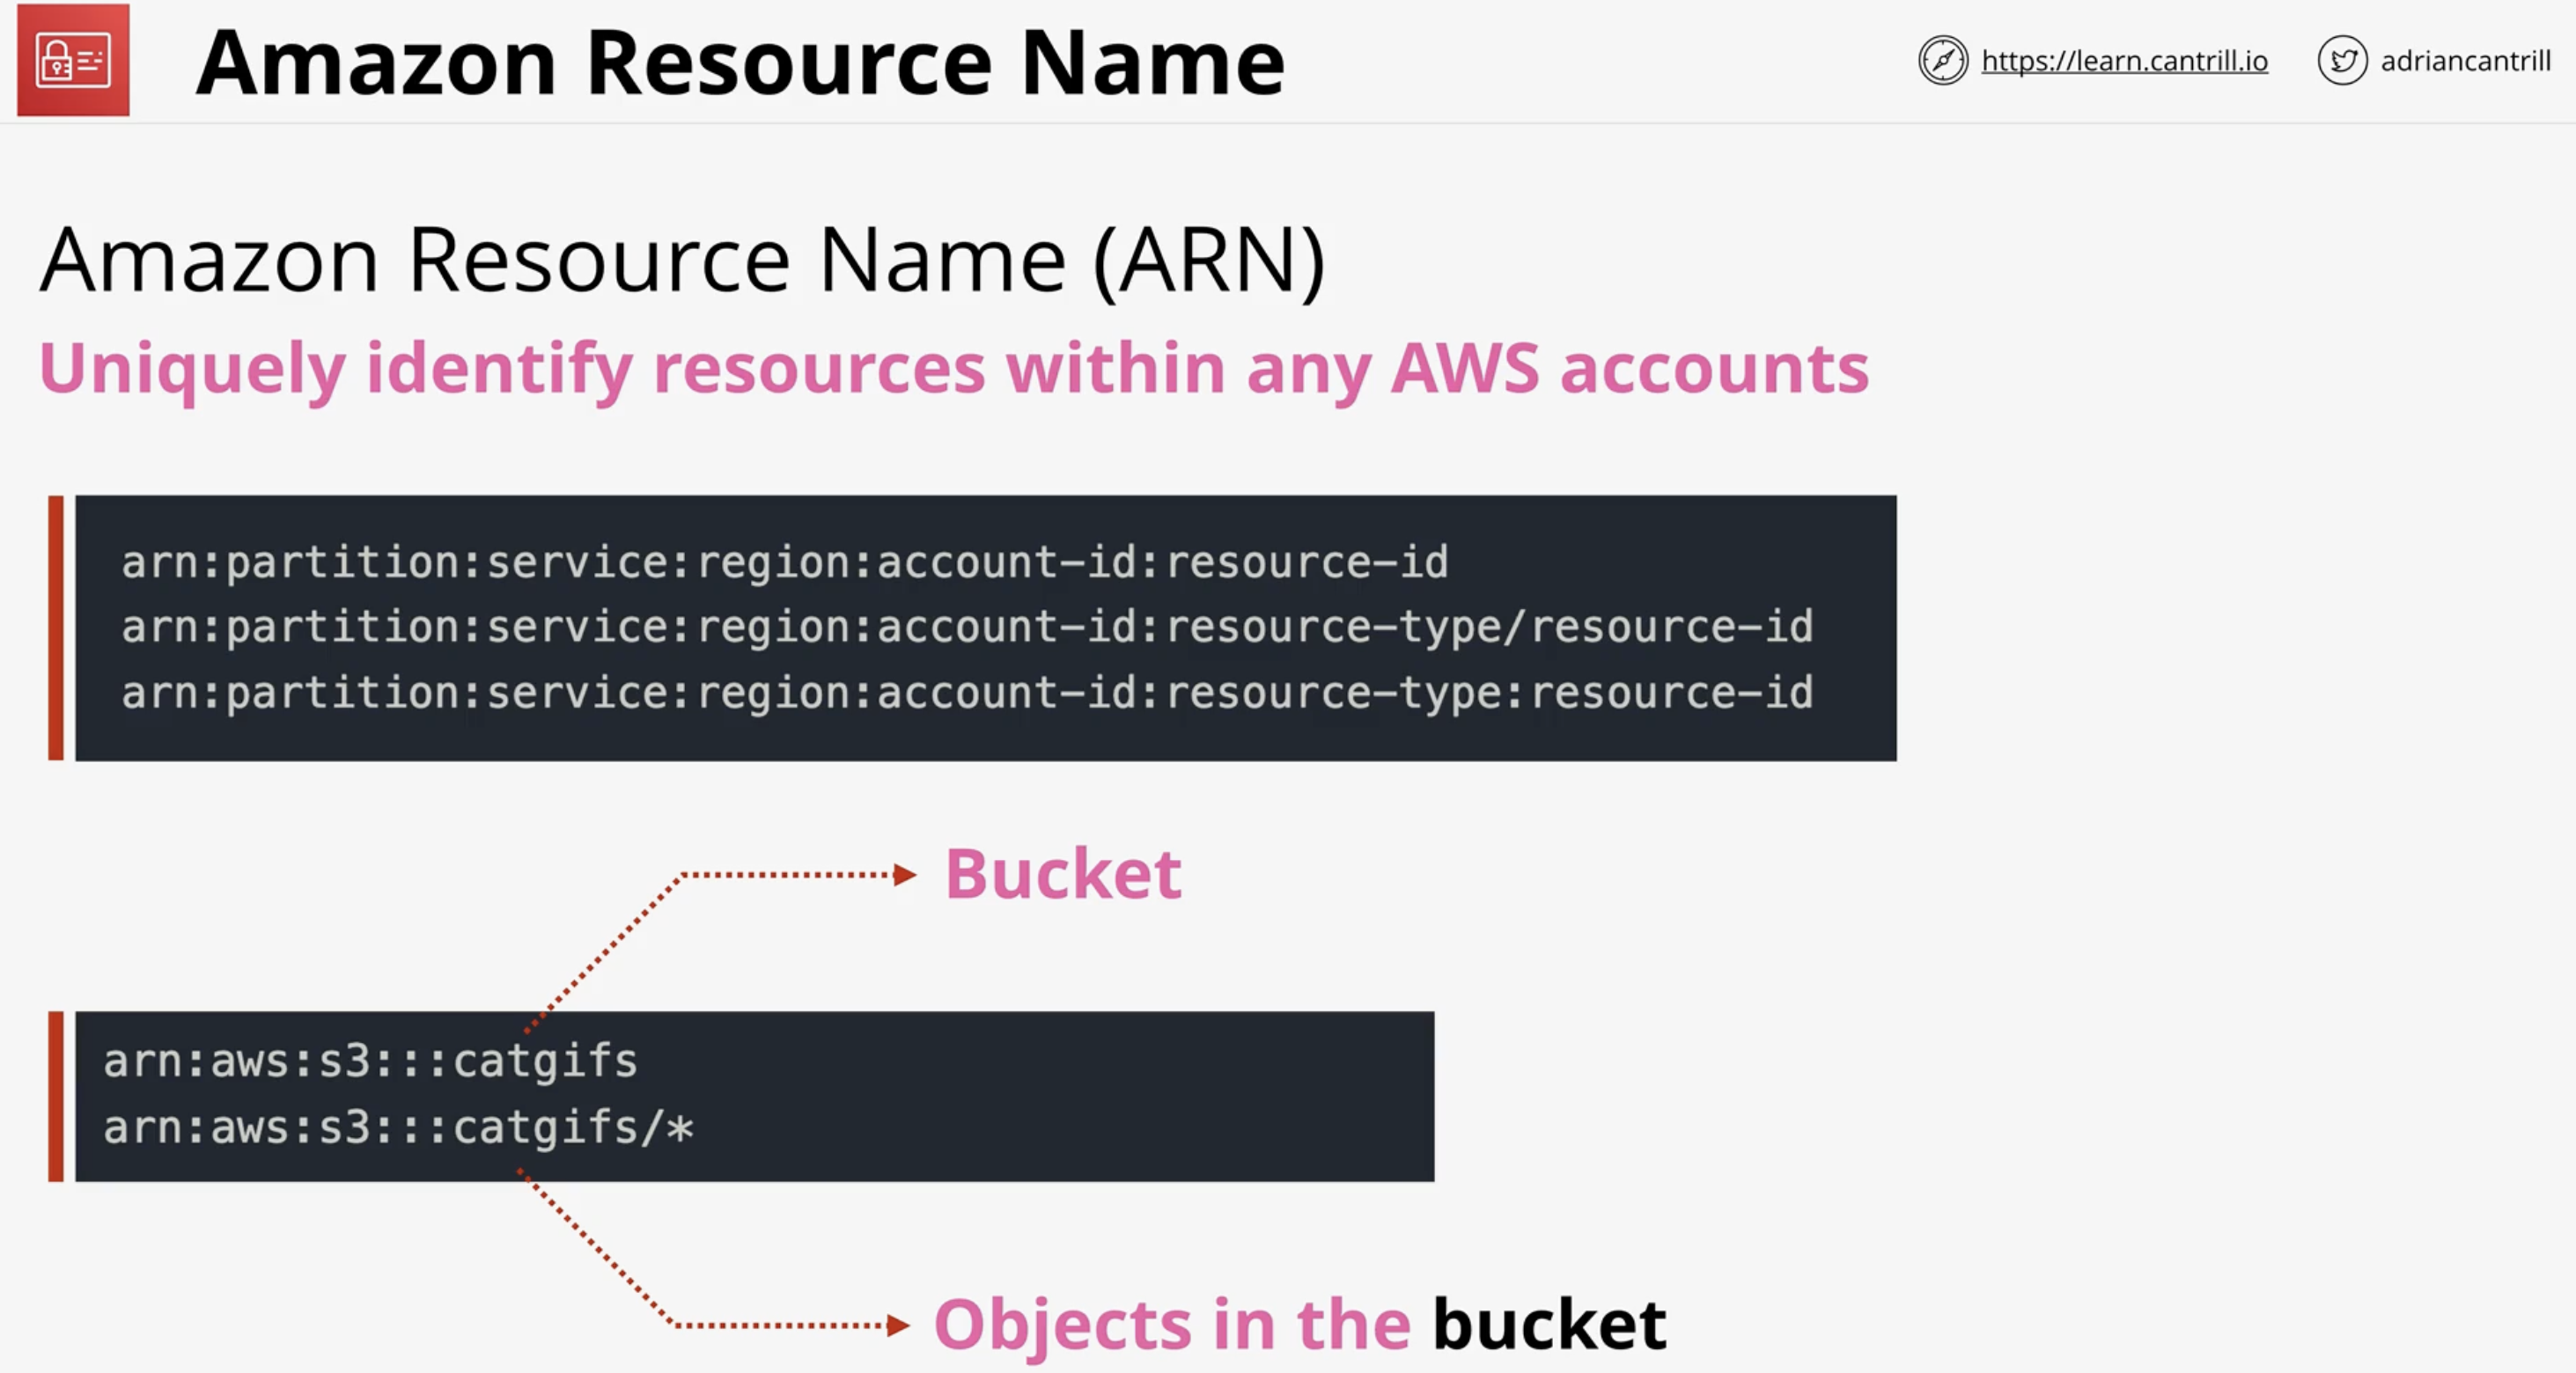 Amazon Resource Name
https://learn.cantrill.io
adriancantrill
Amazon Resource Name (ARN)
Uniquely identify resources within any AWS accounts
arn:partition:service:region:account-id:resource-id
arn:partition:service:region:account-id:resource-type/resource-id
arn:partition:service:region:account-id:resource-type:resource-id
Bucket
arn:aws:s3:::catgifs
arn:aws:s3:::catgifs/*
Objects in the bucket